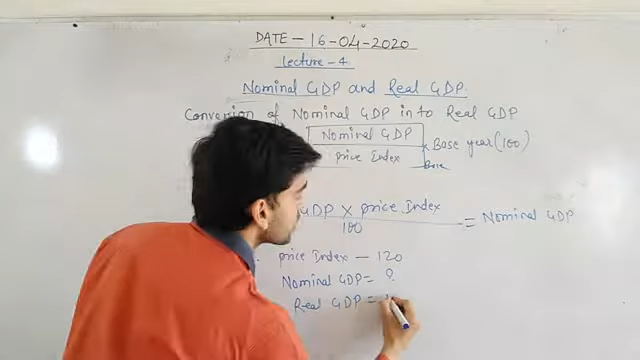 DATE - 16-04-2020
Lecture - 4
Nominal GDP and Real GDP
Conversion of Nominal GDP in to Real GDP
Nominal GDP
Price Index
× Base year (100)
Base
GDP × Price Index
100
= Nominal GDP
Price Index - 120
Nominal GDP = ?
Real GDP =